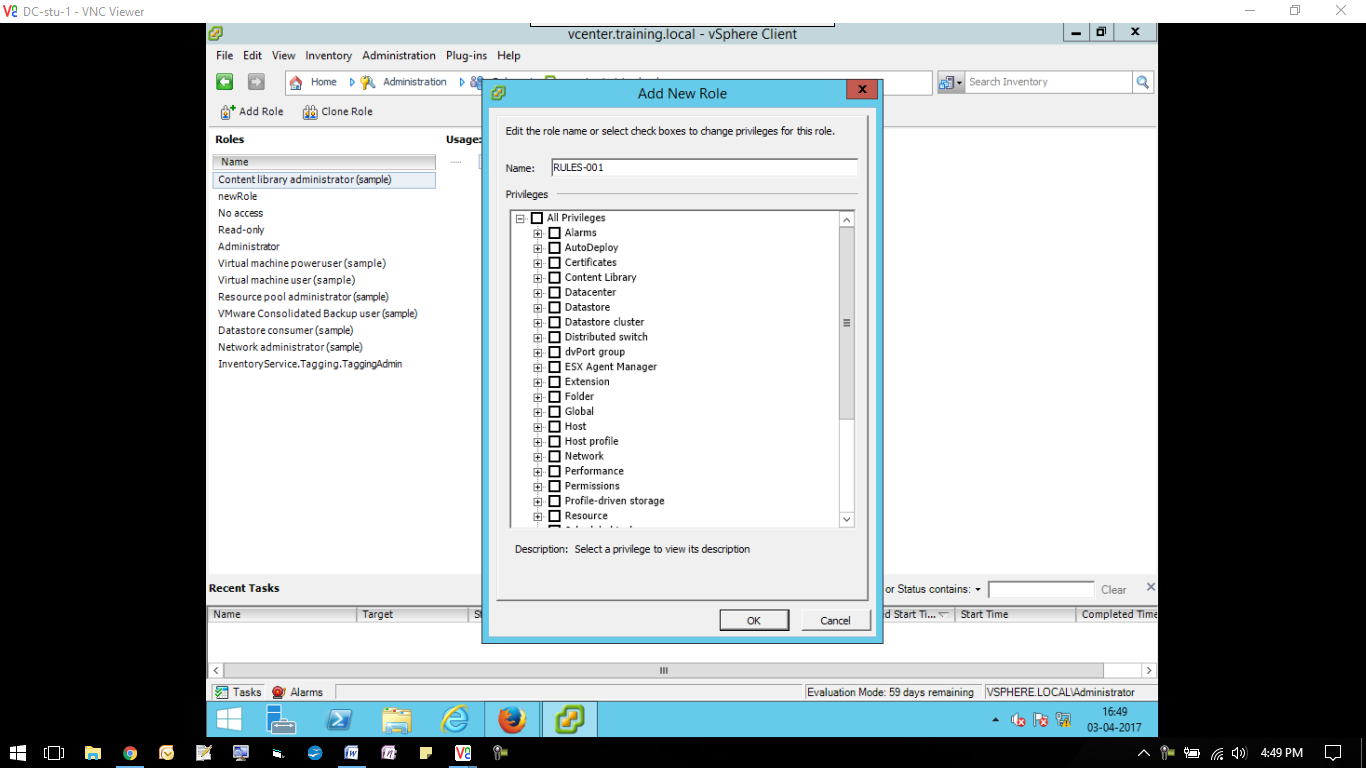 DC-stu-1 - VNC Viewer
vcenter.training.local - vSphere Client
File Edit View Inventory Administration Plug-ins Help
Home Administration
Search Inventory
Add Role Clone Role
Add New Role
Edit the role name or select check boxes to change privileges for this role.
Name: RULES-001
Privileges
All Privileges
Alarms
AutoDeploy
Certificates
Content Library
Datacenter
Datastore
Datastore cluster
Distributed switch
dvPort group
ESX Agent Manager
Extension
Folder
Global
Host
Host profile
Network
Performance
Permissions
Profile-driven storage
Resource
Description: Select a privilege to view its description
OK Cancel
Roles
Usage:
Name
Content library administrator (sample)
newRole
No access
Read-only
Administrator
Virtual machine poweruser (sample)
Virtual machine user (sample)
Resource pool administrator (sample)
VMware Consolidated Backup user (sample)
Datastore consumer (sample)
Network administrator (sample)
InventoryService.Tagging.TaggingAdmin
Recent Tasks
or Status contains: Clear
Name Target Start Ti... Start Time Completed Time
Tasks Alarms
Evaluation Mode: 59 days remaining VSPHERE.LOCAL\Administrator
16:49
03-04-2017
4:49 PM